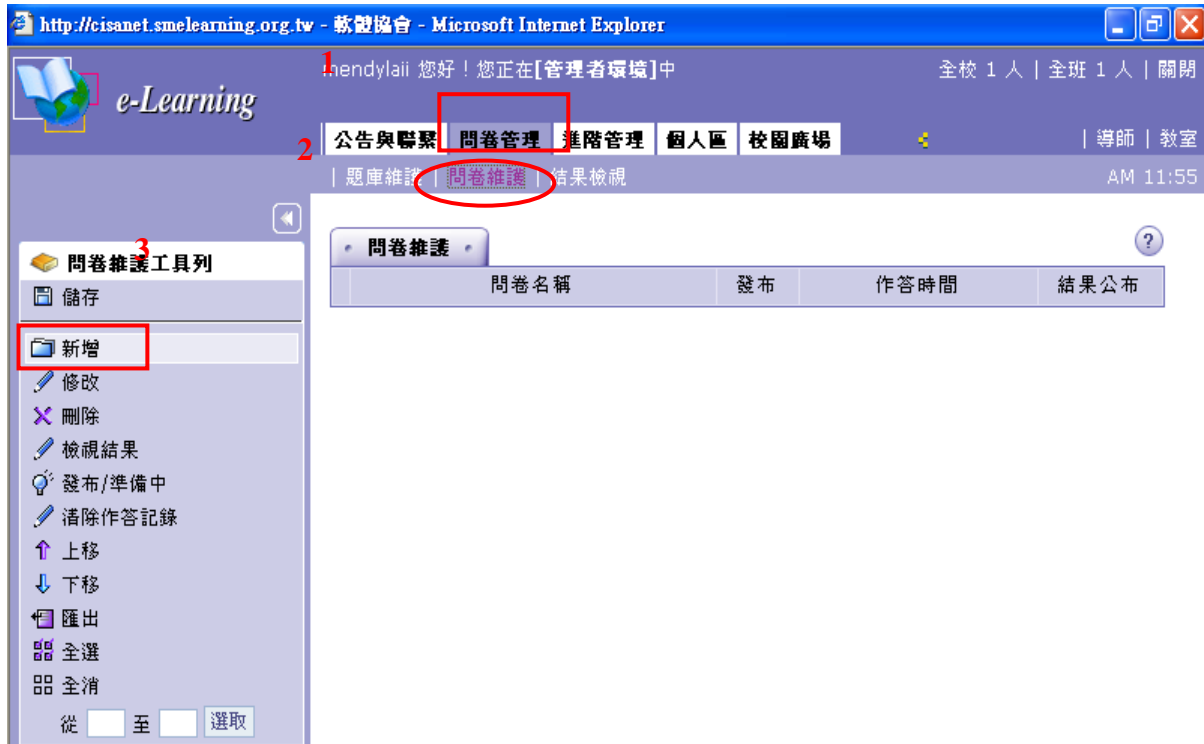 http://cisanet.smelearning.org.tw - 軟體協會 - Microsoft Internet Explorer
1
mendylaii 您好！您正在[管理者環境]中
全校 1 人 | 全班 1 人 | 關閉
e-Learning
2
公告與聯繫 問卷管理 進階管理 個人區 校園廣場
| 導師 | 教室
| 題庫維護 | 問卷維護 | 結果檢視
AM 11:55
3
問卷維護工具列
儲存
新增
修改
刪除
檢視結果
發布/準備中
清除作答記錄
上移
下移
匯出
全選
全消
從 至 選取
• 問卷維護 •
?
問卷名稱 發布 作答時間 結果公布